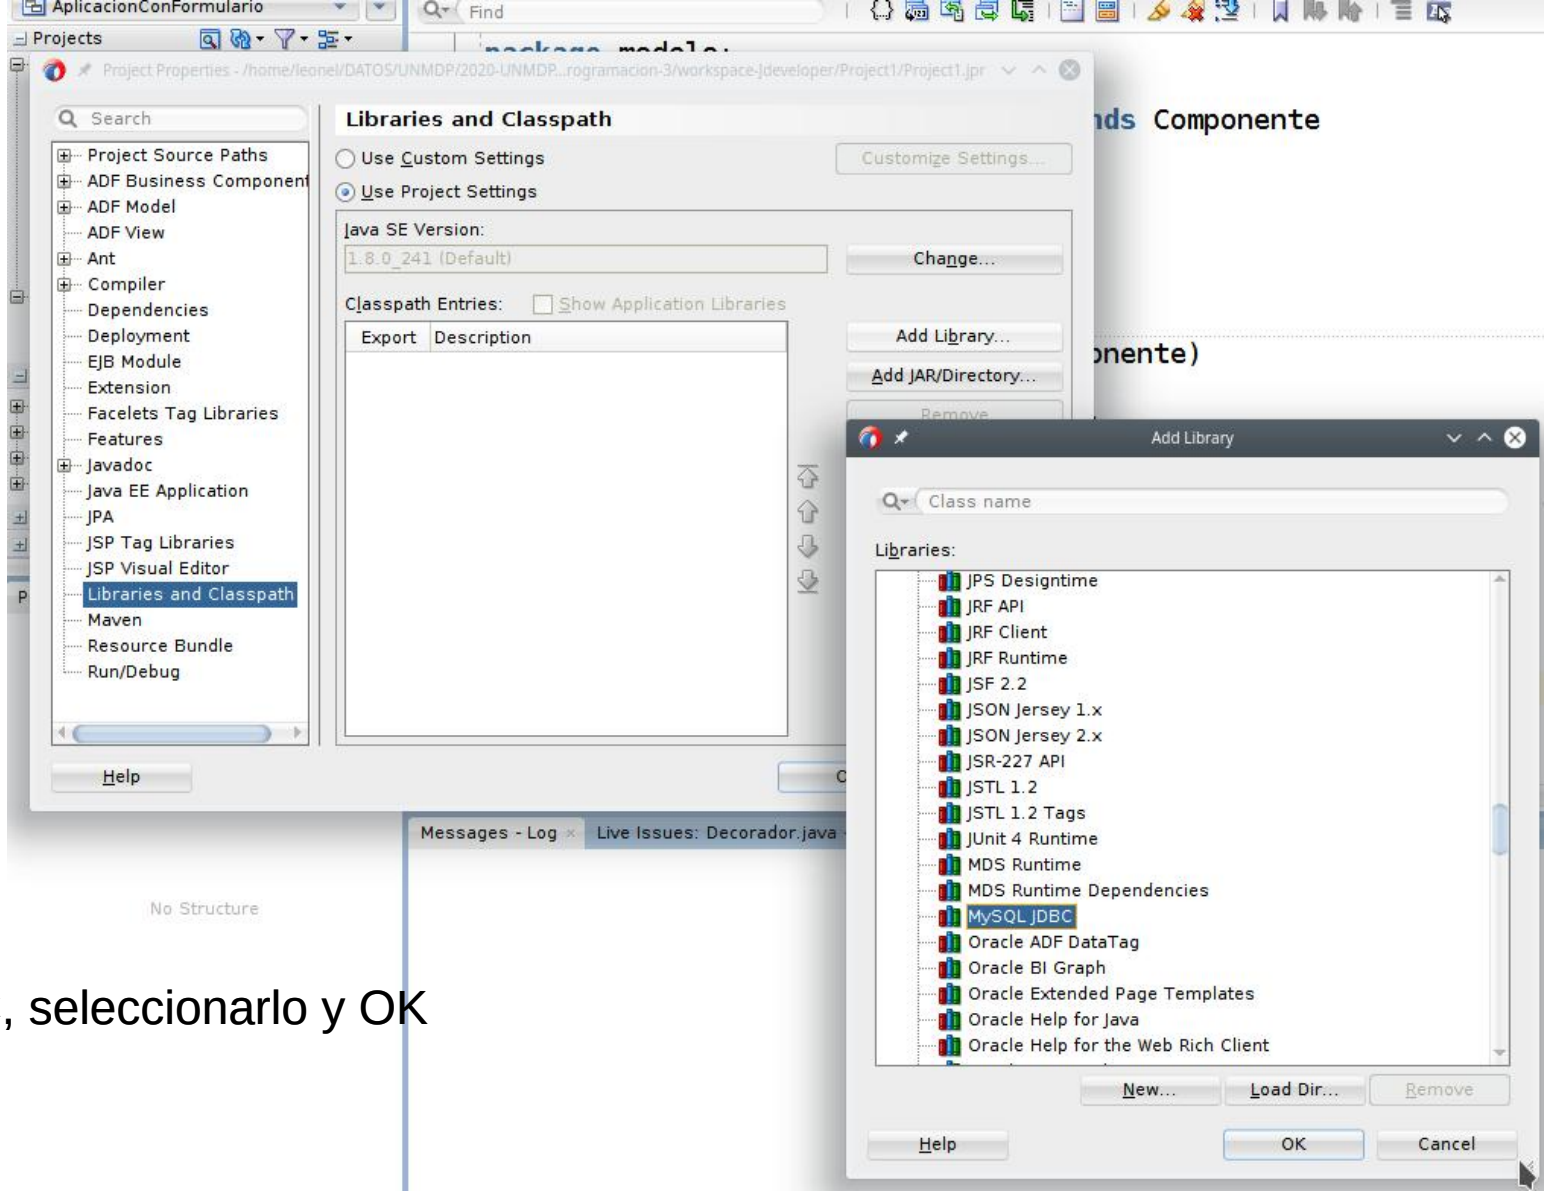 AplicacionConFormulario
Find
Projects
package modelo;
Project Properties - /home/leonel/DATOS/UNMDP/2020-UNMDP...rogramacion-3/workspace-Jdeveloper/Project1/Project1.jpr
Search
Project Source Paths
ADF Business Component
ADF Model
ADF View
Ant
Compiler
Dependencies
Deployment
EJB Module
Extension
Facelets Tag Libraries
Features
Javadoc
Java EE Application
JPA
JSP Tag Libraries
JSP Visual Editor
Libraries and Classpath
Maven
Resource Bundle
Run/Debug
Help
Libraries and Classpath
Use Custom Settings
Customize Settings...
Use Project Settings
Java SE Version:
1.8.0_241 (Default)
Change...
Classpath Entries:
Show Application Libraries
Export Description
Add Library...
Add JAR/Directory...
Remove
nds Componente
onente)
Add Library
Class name
Libraries:
JPS Designtime
JRF API
JRF Client
JRF Runtime
JSF 2.2
JSON Jersey 1.x
JSON Jersey 2.x
JSR-227 API
JSTL 1.2
JSTL 1.2 Tags
JUnit 4 Runtime
MDS Runtime
MDS Runtime Dependencies
MySQL JDBC
Oracle ADF DataTag
Oracle BI Graph
Oracle Extended Page Templates
Oracle Help for Java
Oracle Help for the Web Rich Client
New...
Load Dir...
Remove
Help
OK
Cancel
Messages - Log
Live Issues: Decorador.java
No Structure
, seleccionarlo y OK